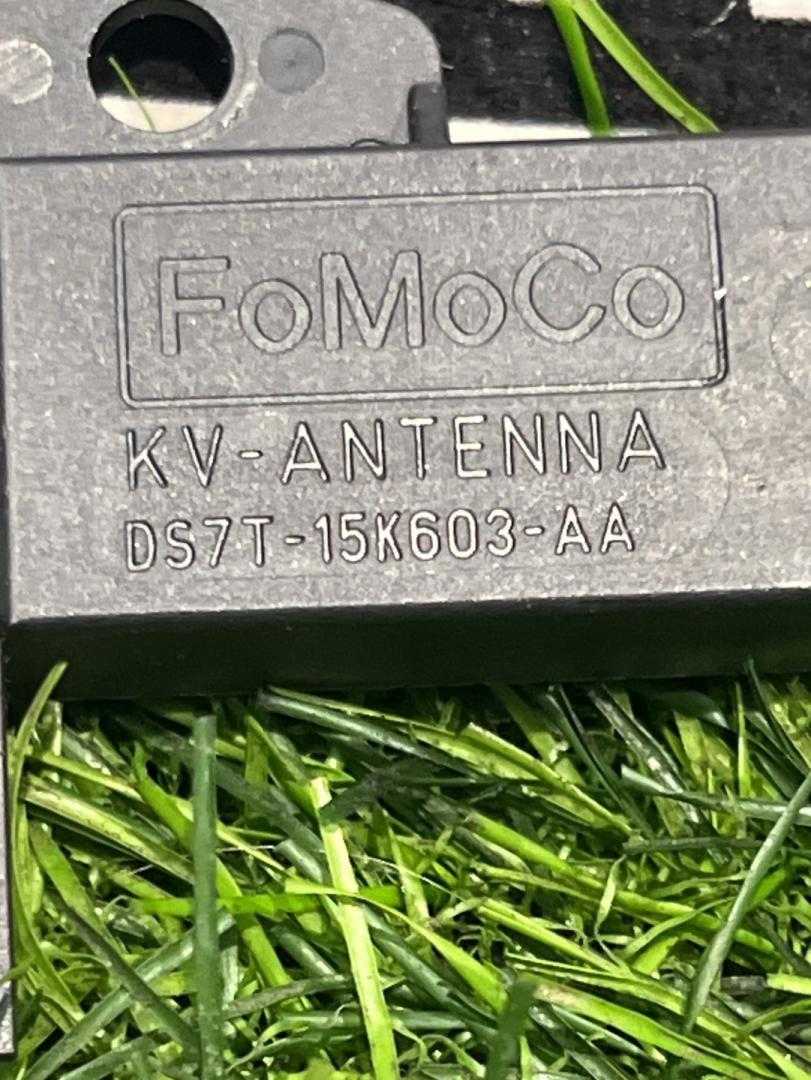 FoMoCo
KV-ANTENNA
DS7T-15K603-AA